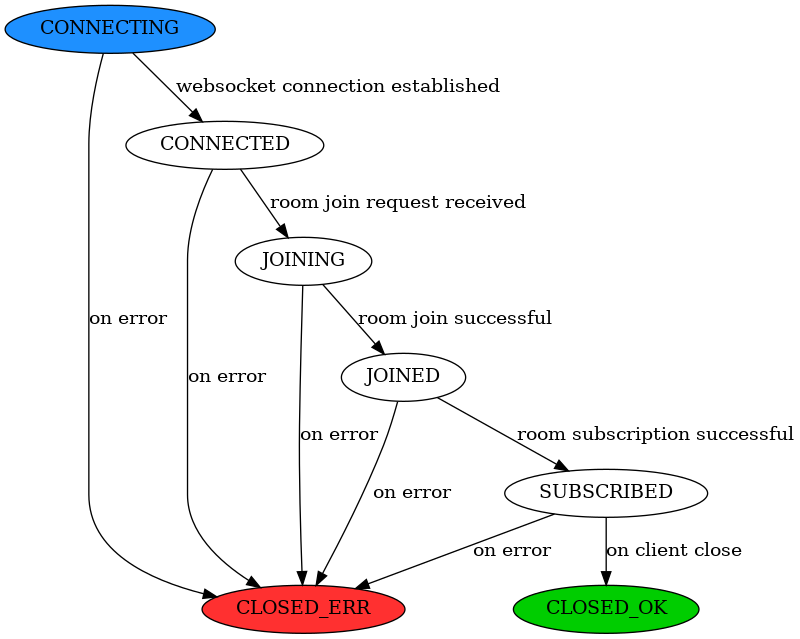 CONNECTING
websocket connection established
CONNECTED
room join request received
JOINING
on error
room join successful
on error
JOINED
on error
room subscription successful
on error
SUBSCRIBED
on error
on client close
CLOSED_ERR
CLOSED_OK